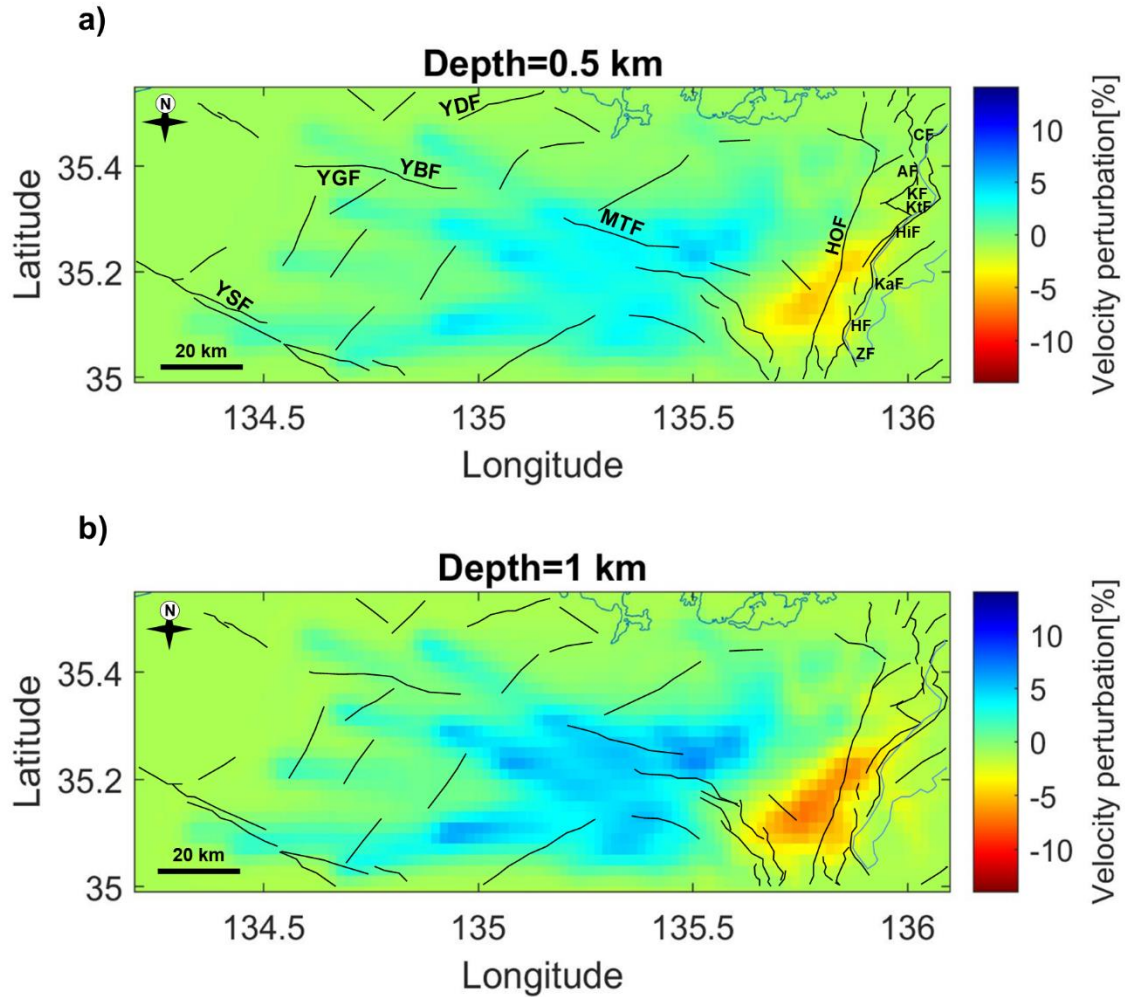 a)
Depth=0.5 km
N
YDF
CF
35.4
YBF
YGF
AF
KF
KtF
MTF
HOF
HiF
35.2
KaF
YSF
HF
20 km
ZF
35
134.5 135 135.5 136
Longitude
Latitude
10
5
0
-5
-10
Velocity perturbation[%]
b)
Depth=1 km
N
35.4
35.2
20 km
35
134.5 135 135.5 136
Longitude
Latitude
10
5
0
-5
-10
Velocity perturbation[%]